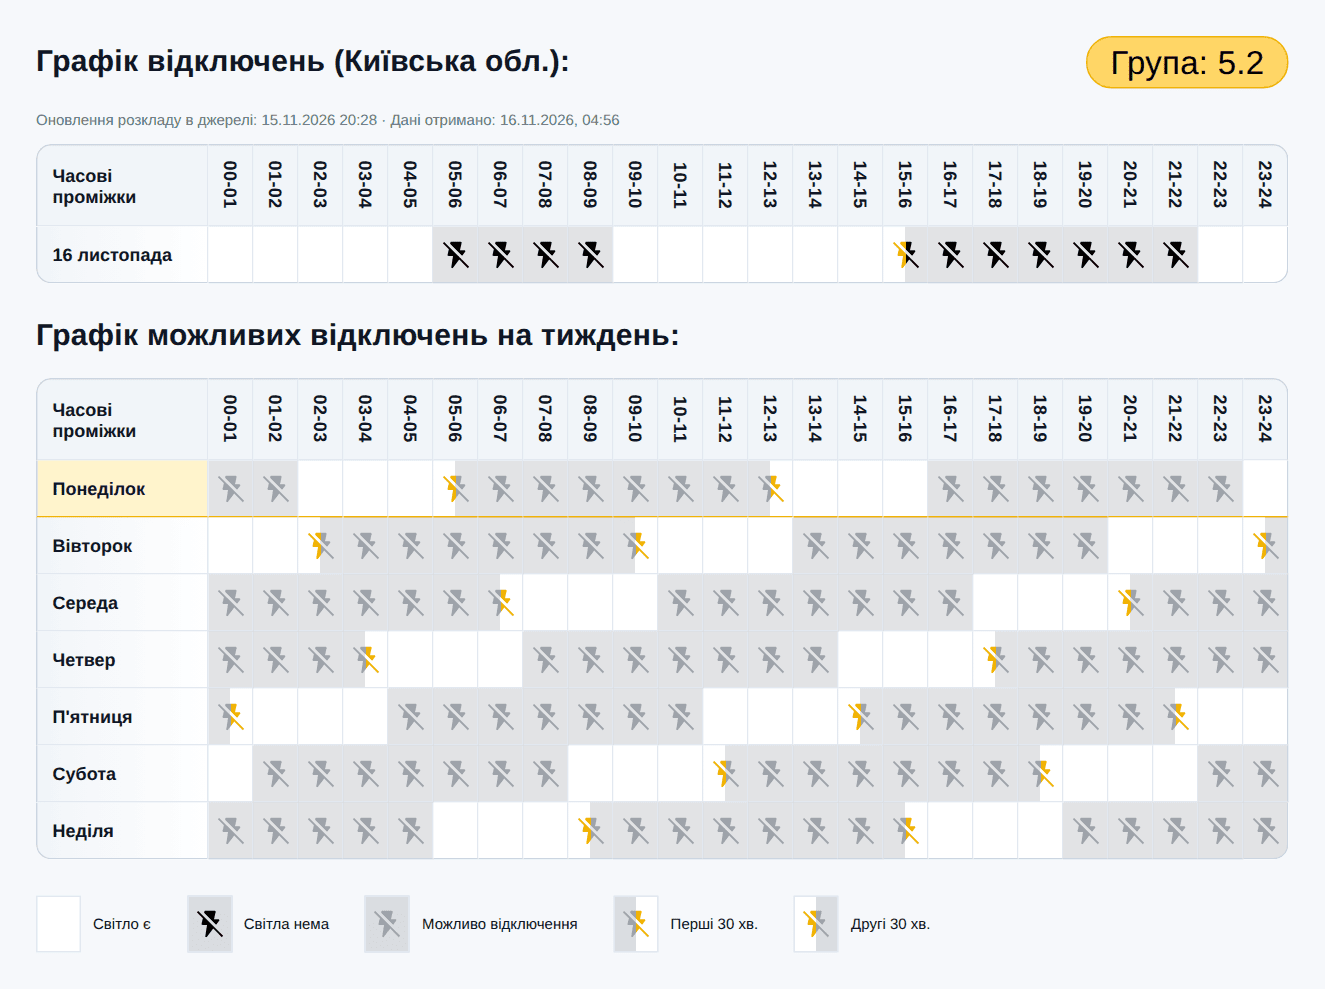 Графік відключень (Київська обл.):
Група: 5.2
Оновлення розкладу в джерелі: 15.11.2026 20:28 · Дані отримано: 16.11.2026, 04:56
Часові
проміжки
00-01 01-02 02-03 03-04 04-05 05-06 06-07 07-08 08-09 09-10 10-11 11-12 12-13 13-14 14-15 15-16 16-17 17-18 18-19 19-20 20-21 21-22 22-23 23-24
16 листопада
Графік можливих відключень на тиждень:
Часові
проміжки
00-01 01-02 02-03 03-04 04-05 05-06 06-07 07-08 08-09 09-10 10-11 11-12 12-13 13-14 14-15 15-16 16-17 17-18 18-19 19-20 20-21 21-22 22-23 23-24
Понеділок
Вівторок
Середа
Четвер
П'ятниця
Субота
Неділя
Світло є
Світла нема
Можливо відключення
Перші 30 хв.
Другі 30 хв.